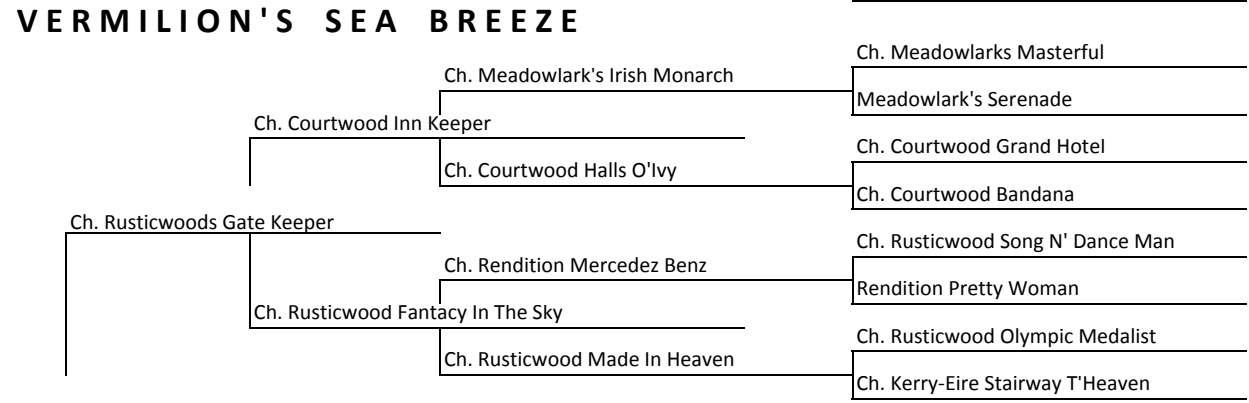 VERMILION'S SEA BREEZE
Ch. Meadowlarks Masterful
Ch. Meadowlark's Irish Monarch
Meadowlark's Serenade
Ch. Courtwood Inn Keeper
Ch. Courtwood Grand Hotel
Ch. Courtwood Halls O'Ivy
Ch. Courtwood Bandana
Ch. Rusticwoods Gate Keeper
Ch. Rusticwood Song N' Dance Man
Ch. Rendition Mercedez Benz
Rendition Pretty Woman
Ch. Rusticwood Fantacy In The Sky
Ch. Rusticwood Olympic Medalist
Ch. Rusticwood Made In Heaven
Ch. Kerry-Eire Stairway T'Heaven